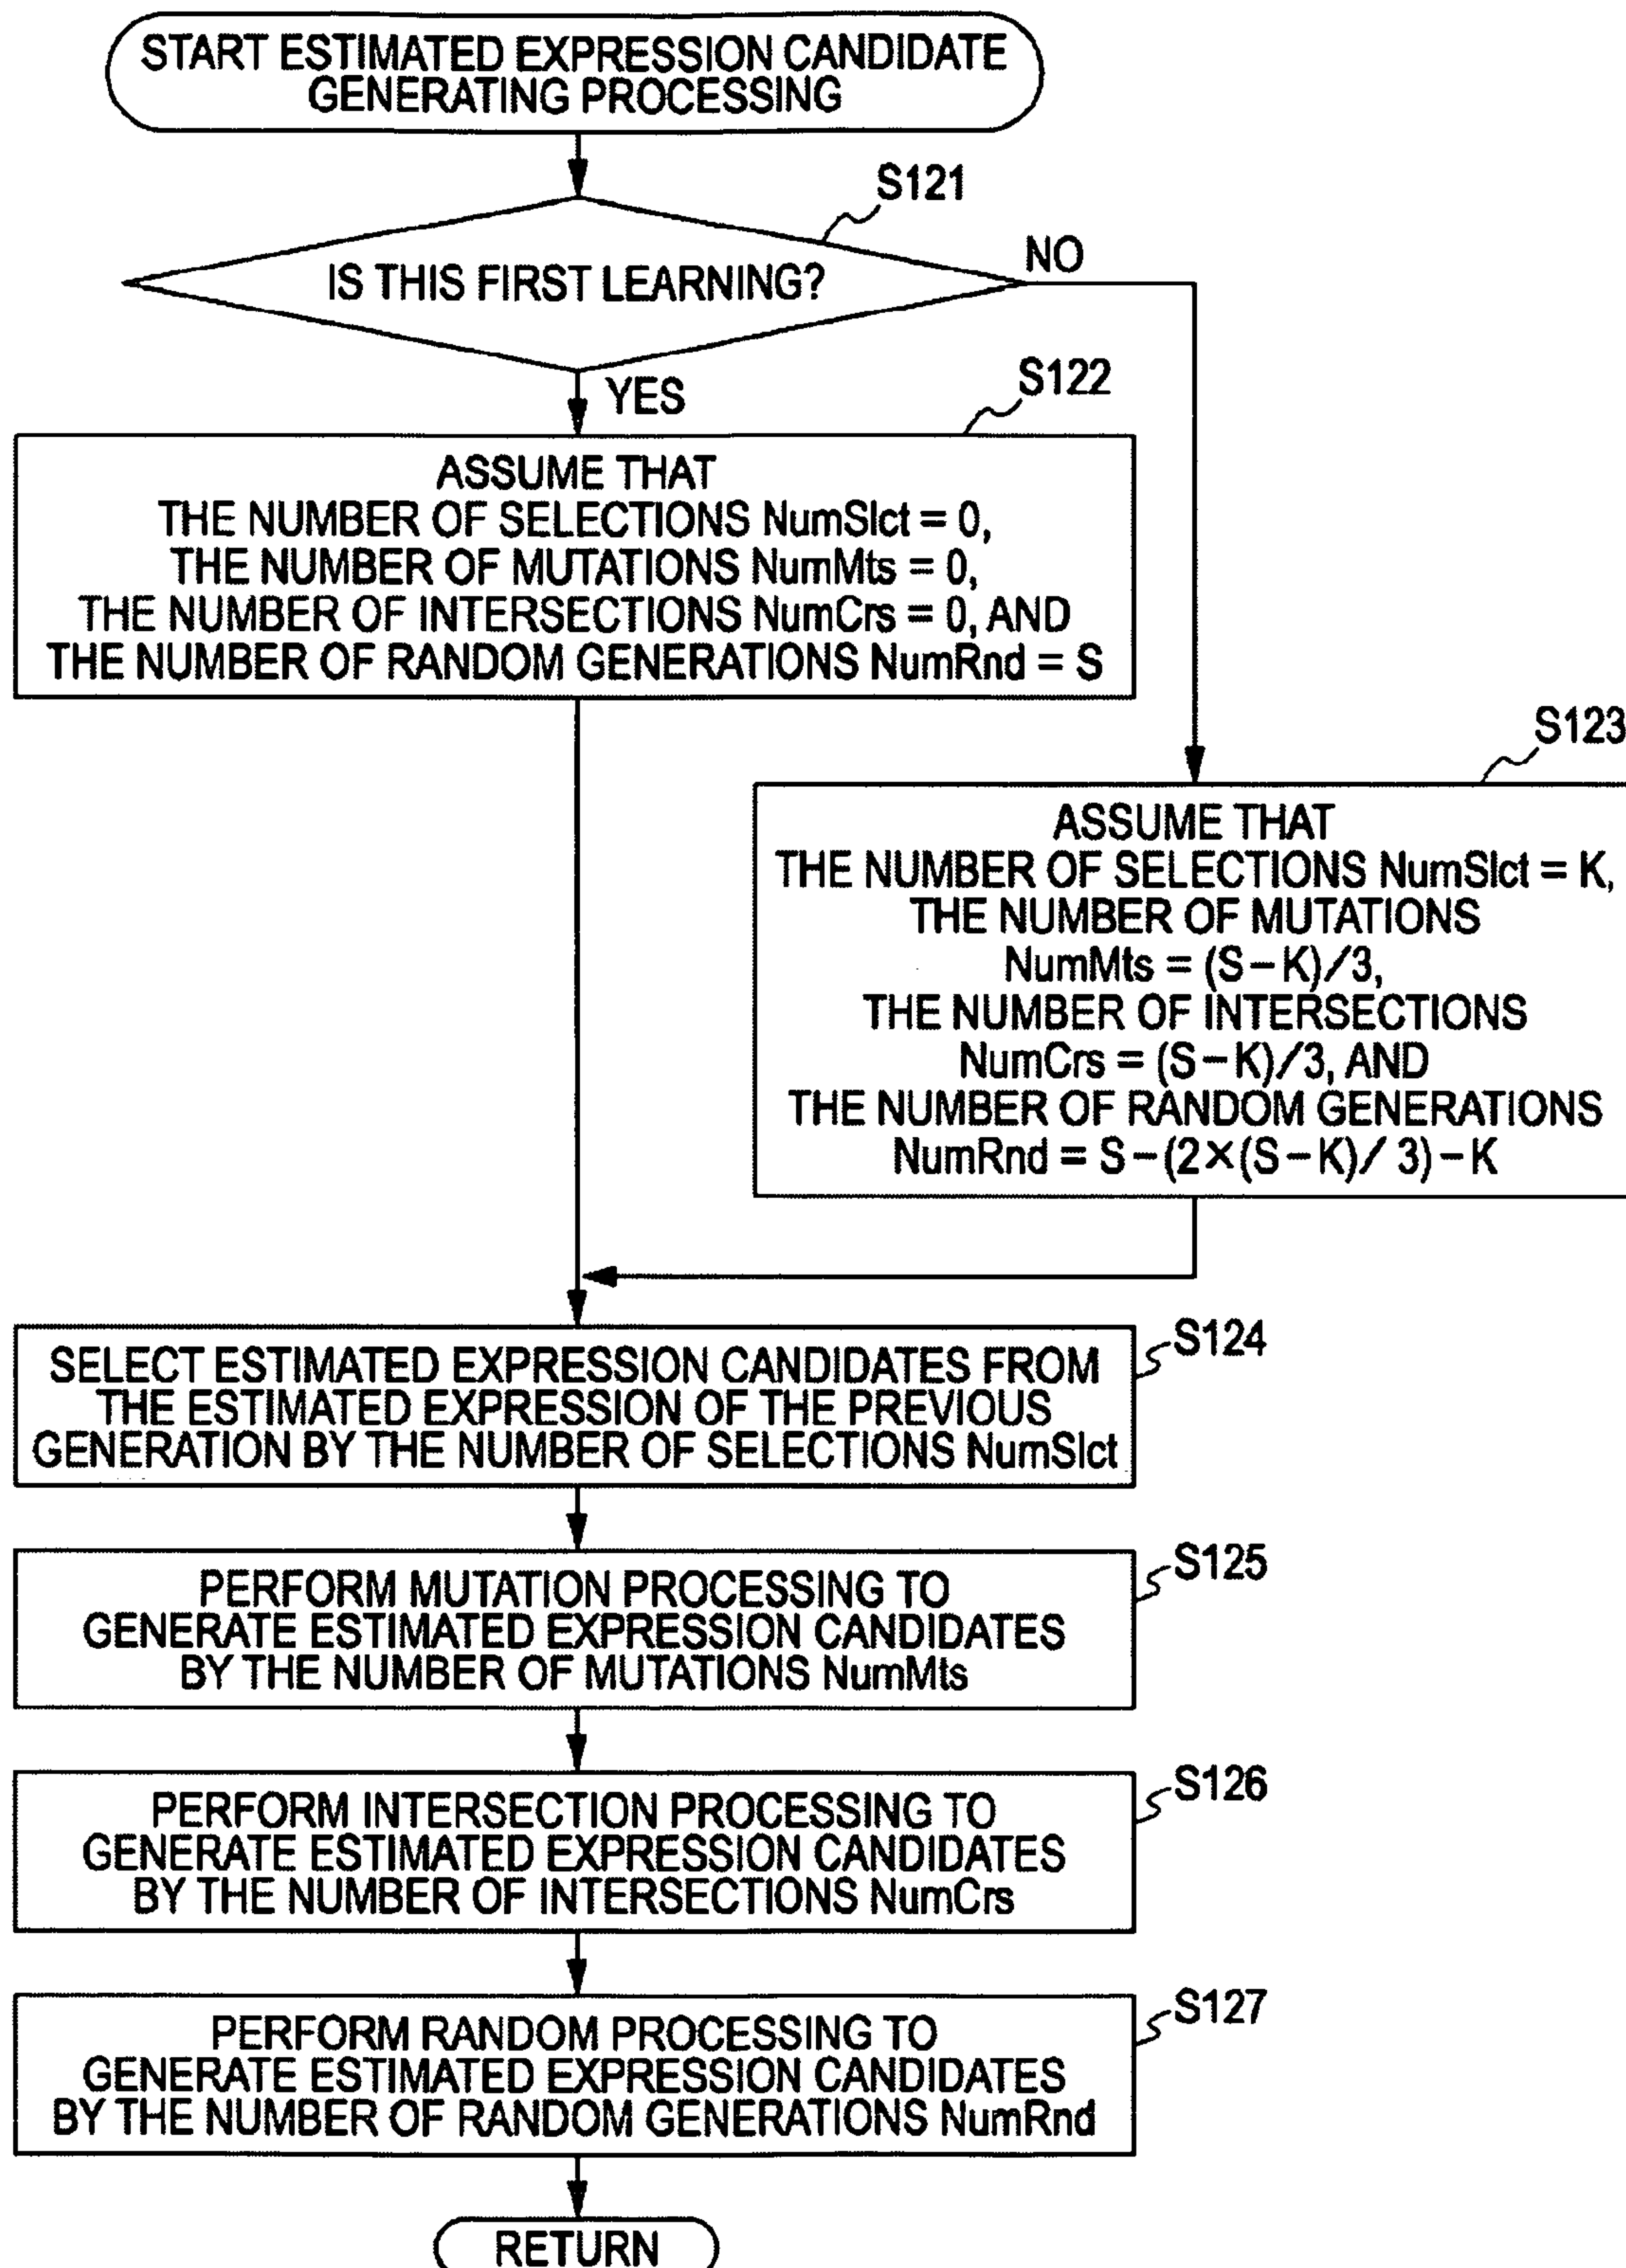 START ESTIMATED EXPRESSION CANDIDATE
GENERATING PROCESSING
S121
IS THIS FIRST LEARNING?
NO
YES
S122
ASSUME THAT
THE NUMBER OF SELECTIONS NumSlct = 0,
THE NUMBER OF MUTATIONS NumMts = 0,
THE NUMBER OF INTERSECTIONS NumCrs = 0, AND
THE NUMBER OF RANDOM GENERATIONS NumRnd = S
S123
ASSUME THAT
THE NUMBER OF SELECTIONS NumSlct = K,
THE NUMBER OF MUTATIONS
NumMts = (S−K)/3,
THE NUMBER OF INTERSECTIONS
NumCrs = (S−K)/3, AND
THE NUMBER OF RANDOM GENERATIONS
NumRnd = S−(2×(S−K)/3)−K
S124
SELECT ESTIMATED EXPRESSION CANDIDATES FROM
THE ESTIMATED EXPRESSION OF THE PREVIOUS
GENERATION BY THE NUMBER OF SELECTIONS NumSlct
S125
PERFORM MUTATION PROCESSING TO
GENERATE ESTIMATED EXPRESSION CANDIDATES
BY THE NUMBER OF MUTATIONS NumMts
S126
PERFORM INTERSECTION PROCESSING TO
GENERATE ESTIMATED EXPRESSION CANDIDATES
BY THE NUMBER OF INTERSECTIONS NumCrs
S127
PERFORM RANDOM PROCESSING TO
GENERATE ESTIMATED EXPRESSION CANDIDATES
BY THE NUMBER OF RANDOM GENERATIONS NumRnd
RETURN